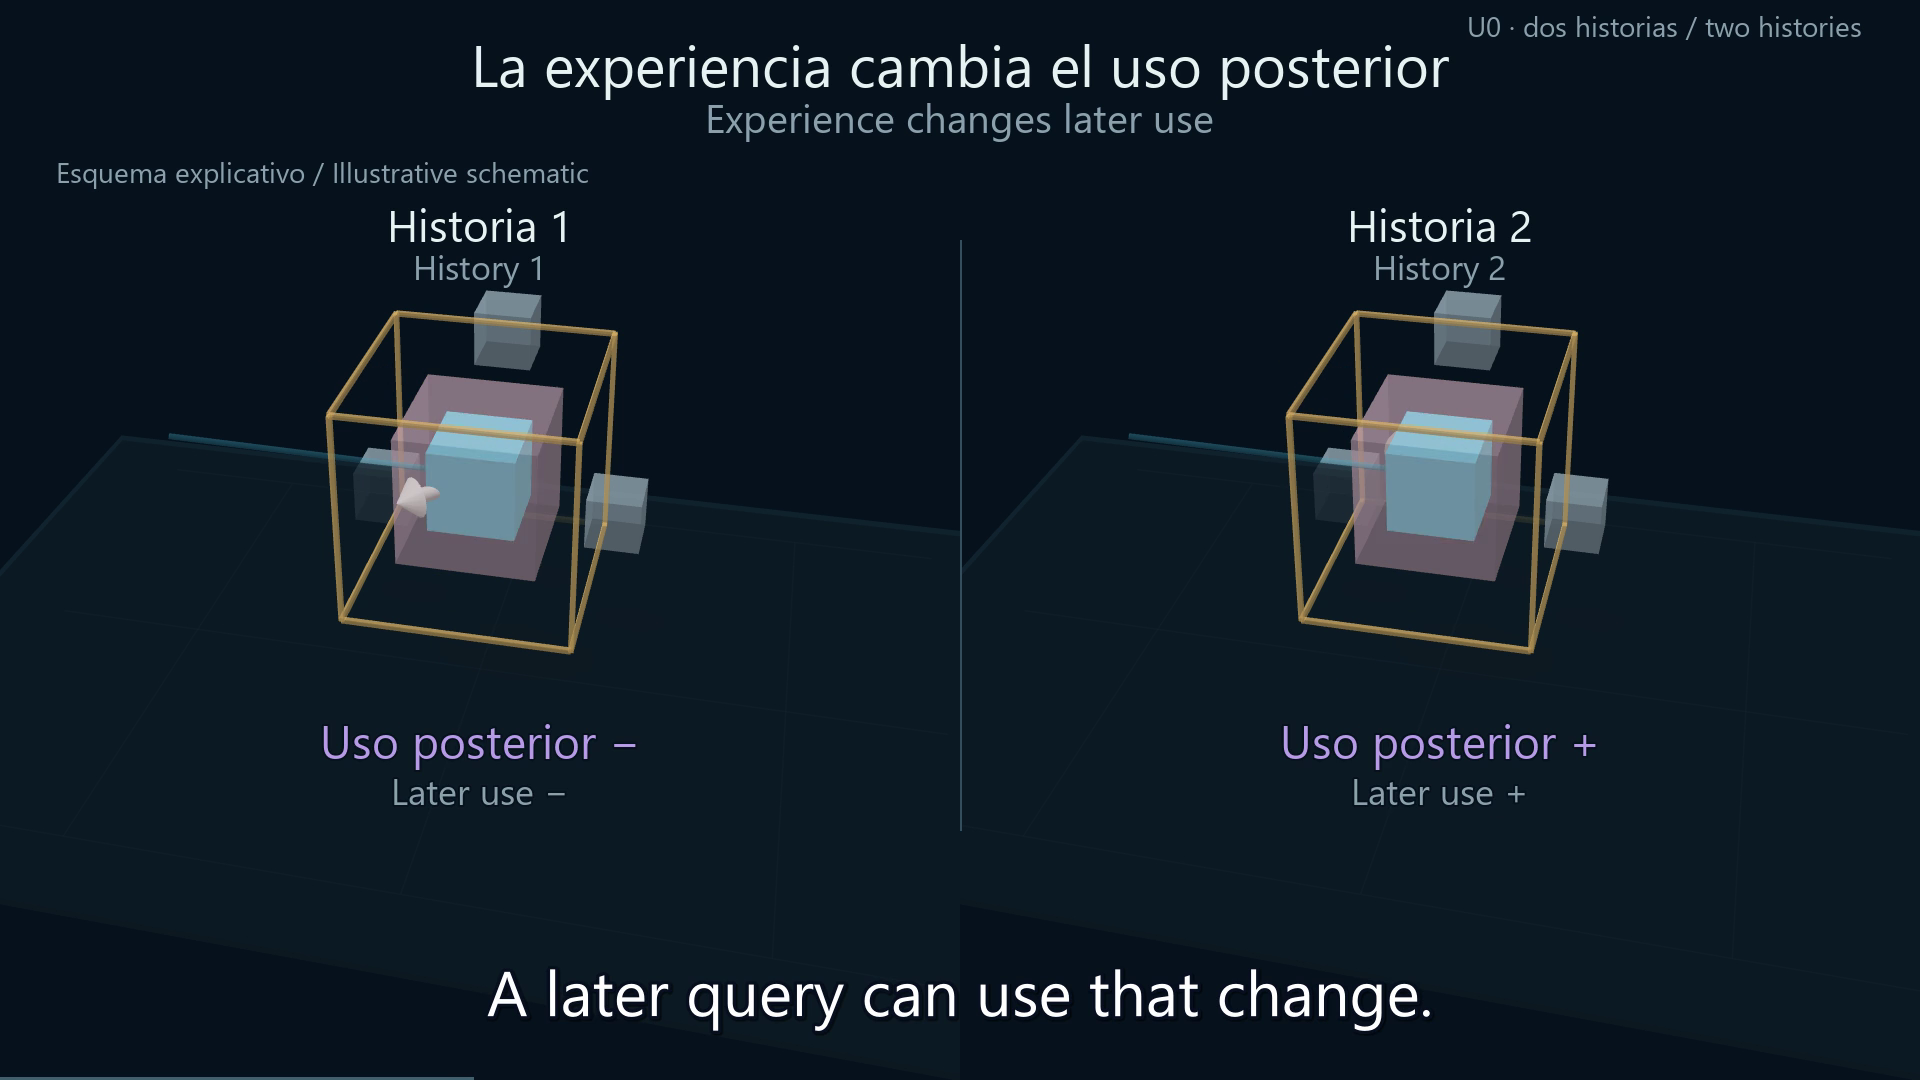 U0 · dos historias / two histories
La experiencia cambia el uso posterior
Experience changes later use
Esquema explicativo / Illustrative schematic
Historia 1
History 1
Historia 2
History 2
Uso posterior −
Later use −
Uso posterior +
Later use +
A later query can use that change.